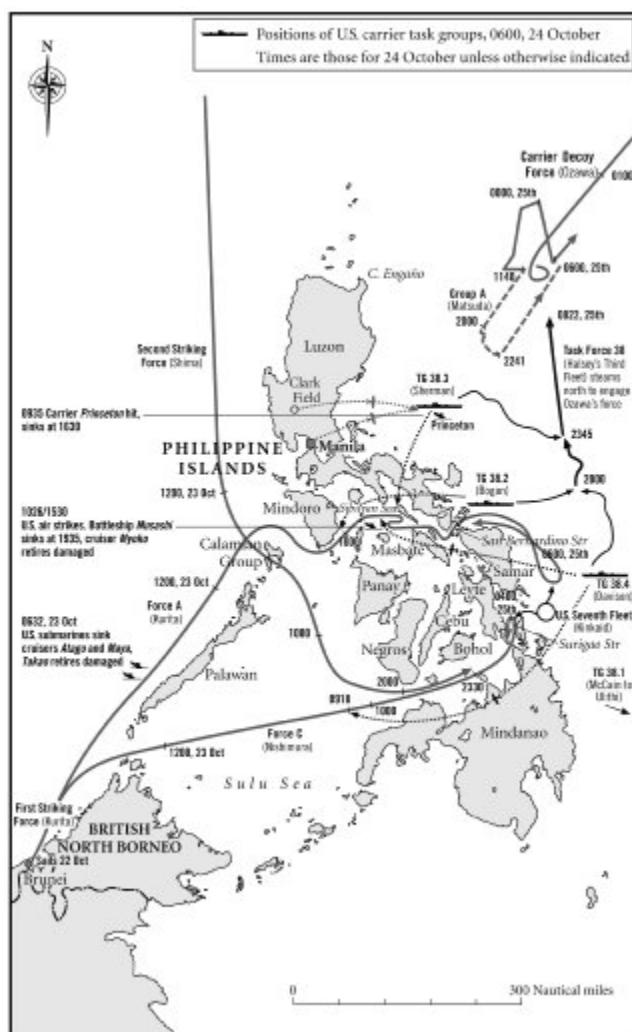 Positions of U.S. carrier task groups, 0600, 24 October
Times are those for 24 October unless otherwise indicated
N
Carrier Decoy
Force (Ozawa)
0100
0000, 25th
1140
0600, 25th
C. Engaño
Group A
(Matsuda)
2000
2241
0822, 25th
Luzon
Second Striking
Force (Shima)
Task Force 38
(Halsey's Third
Fleet) steams
north to engage
Ozawa's force
Clark
Field
TG 38.3
(Sherman)
0935 Carrier Princeton hit,
sinks at 1630
Princeton
2345
PHILIPPINE
ISLANDS
Manila
TG 38.2
(Bogan)
2000
1200, 23 Oct
1026/1530
U.S. air strikes. Battleship Musashi
sinks at 1935, cruiser Myoko
retires damaged
Mindoro
Sibuyan Sea
San Bernardino Str
Masbate
0600, 25th
Calamian
Group
Samar
TG 38.4
(Davison)
1200, 23 Oct
Panay
Leyte
25th
U.S. Seventh Fleet
(Kinkaid)
Force A
(Kurita)
0632, 23 Oct
U.S. submarines sink
cruisers Atago and Maya,
Takao retires damaged
1000
Cebu
Negros
Bohol
Surigao Str
Palawan
2000
2330
TG 38.1
(McCain to
Ulithi)
0910
1000
Mindanao
Force C
(Nishimura)
1200, 23 Oct
Sulu Sea
First Striking
Force (Kurita)
BRITISH
NORTH BORNEO
Sails 22 Oct
Brunei
0
300 Nautical miles